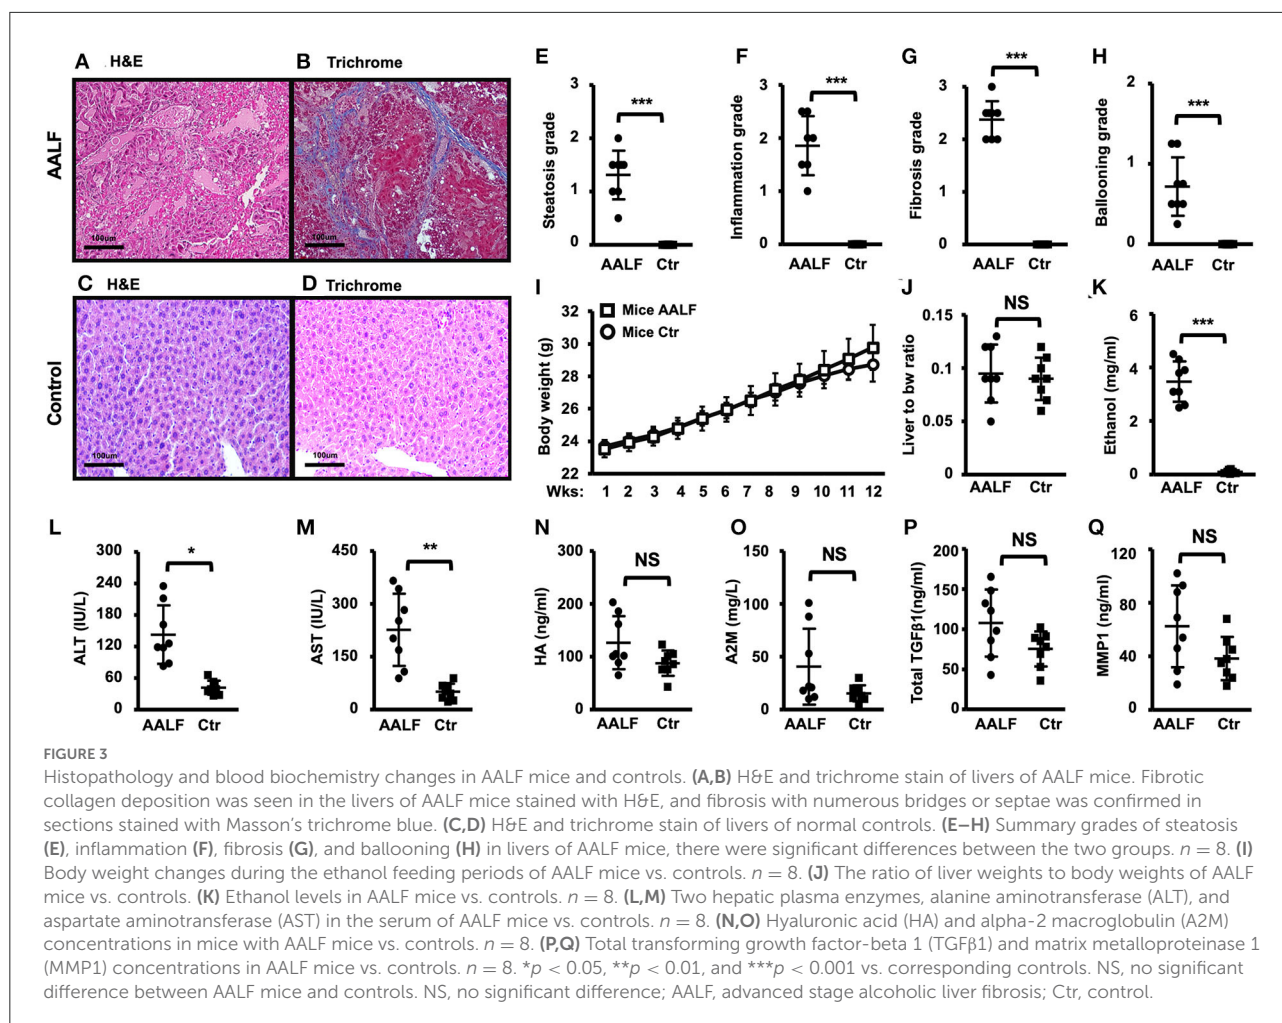 A H&E
B Trichrome
AALF
100um
100um
C H&E
D Trichrome
Control
100um
100um
E
Steatosis grade
3
2
1
0
***
AALF Ctr
F
Inflammation grade
3
2
1
0
***
AALF Ctr
G
Fibrosis grade
3
2
1
0
***
AALF Ctr
H
Ballooning grade
2
1
0
***
AALF Ctr
I
Body weight (g)
32
30
28
26
24
22
Mice AALF
Mice Ctr
Wks: 1 2 3 4 5 6 7 8 9 10 11 12
J
Liver to bw ratio
0.15
0.1
0.05
0
NS
AALF Ctr
K
Ethanol (mg/ml)
6
4
2
0
***
AALF Ctr
L
ALT (IU/L)
300
240
180
120
60
0
*
AALF Ctr
M
AST (IU/L)
450
300
150
0
**
AALF Ctr
N
HA (ng/ml)
300
200
100
0
NS
AALF Ctr
O
A2M (mg/L)
150
100
50
0
NS
AALF Ctr
P
Total TGFβ1(ng/ml)
200
150
100
50
0
NS
AALF Ctr
Q
MMP1 (ng/ml)
120
80
40
0
NS
AALF Ctr
FIGURE 3
Histopathology and blood biochemistry changes in AALF mice and controls. (A,B) H&E and trichrome stain of livers of AALF mice. Fibrotic
collagen deposition was seen in the livers of AALF mice stained with H&E, and fibrosis with numerous bridges or septae was confirmed in
sections stained with Masson's trichrome blue. (C,D) H&E and trichrome stain of livers of normal controls. (E–H) Summary grades of steatosis
(E), inflammation (F), fibrosis (G), and ballooning (H) in livers of AALF mice, there were significant differences between the two groups. n = 8. (I)
Body weight changes during the ethanol feeding periods of AALF mice vs. controls. n = 8. (J) The ratio of liver weights to body weights of AALF
mice vs. controls. (K) Ethanol levels in AALF mice vs. controls. n = 8. (L,M) Two hepatic plasma enzymes, alanine aminotransferase (ALT), and
aspartate aminotransferase (AST) in the serum of AALF mice vs. controls. n = 8. (N,O) Hyaluronic acid (HA) and alpha-2 macroglobulin (A2M)
concentrations in mice with AALF mice vs. controls. n = 8. (P,Q) Total transforming growth factor-beta 1 (TGFβ1) and matrix metalloproteinase 1
(MMP1) concentrations in AALF mice vs. controls. n = 8. *p < 0.05, **p < 0.01, and ***p < 0.001 vs. corresponding controls. NS, no significant
difference between AALF mice and controls. NS, no significant difference; AALF, advanced stage alcoholic liver fibrosis; Ctr, control.